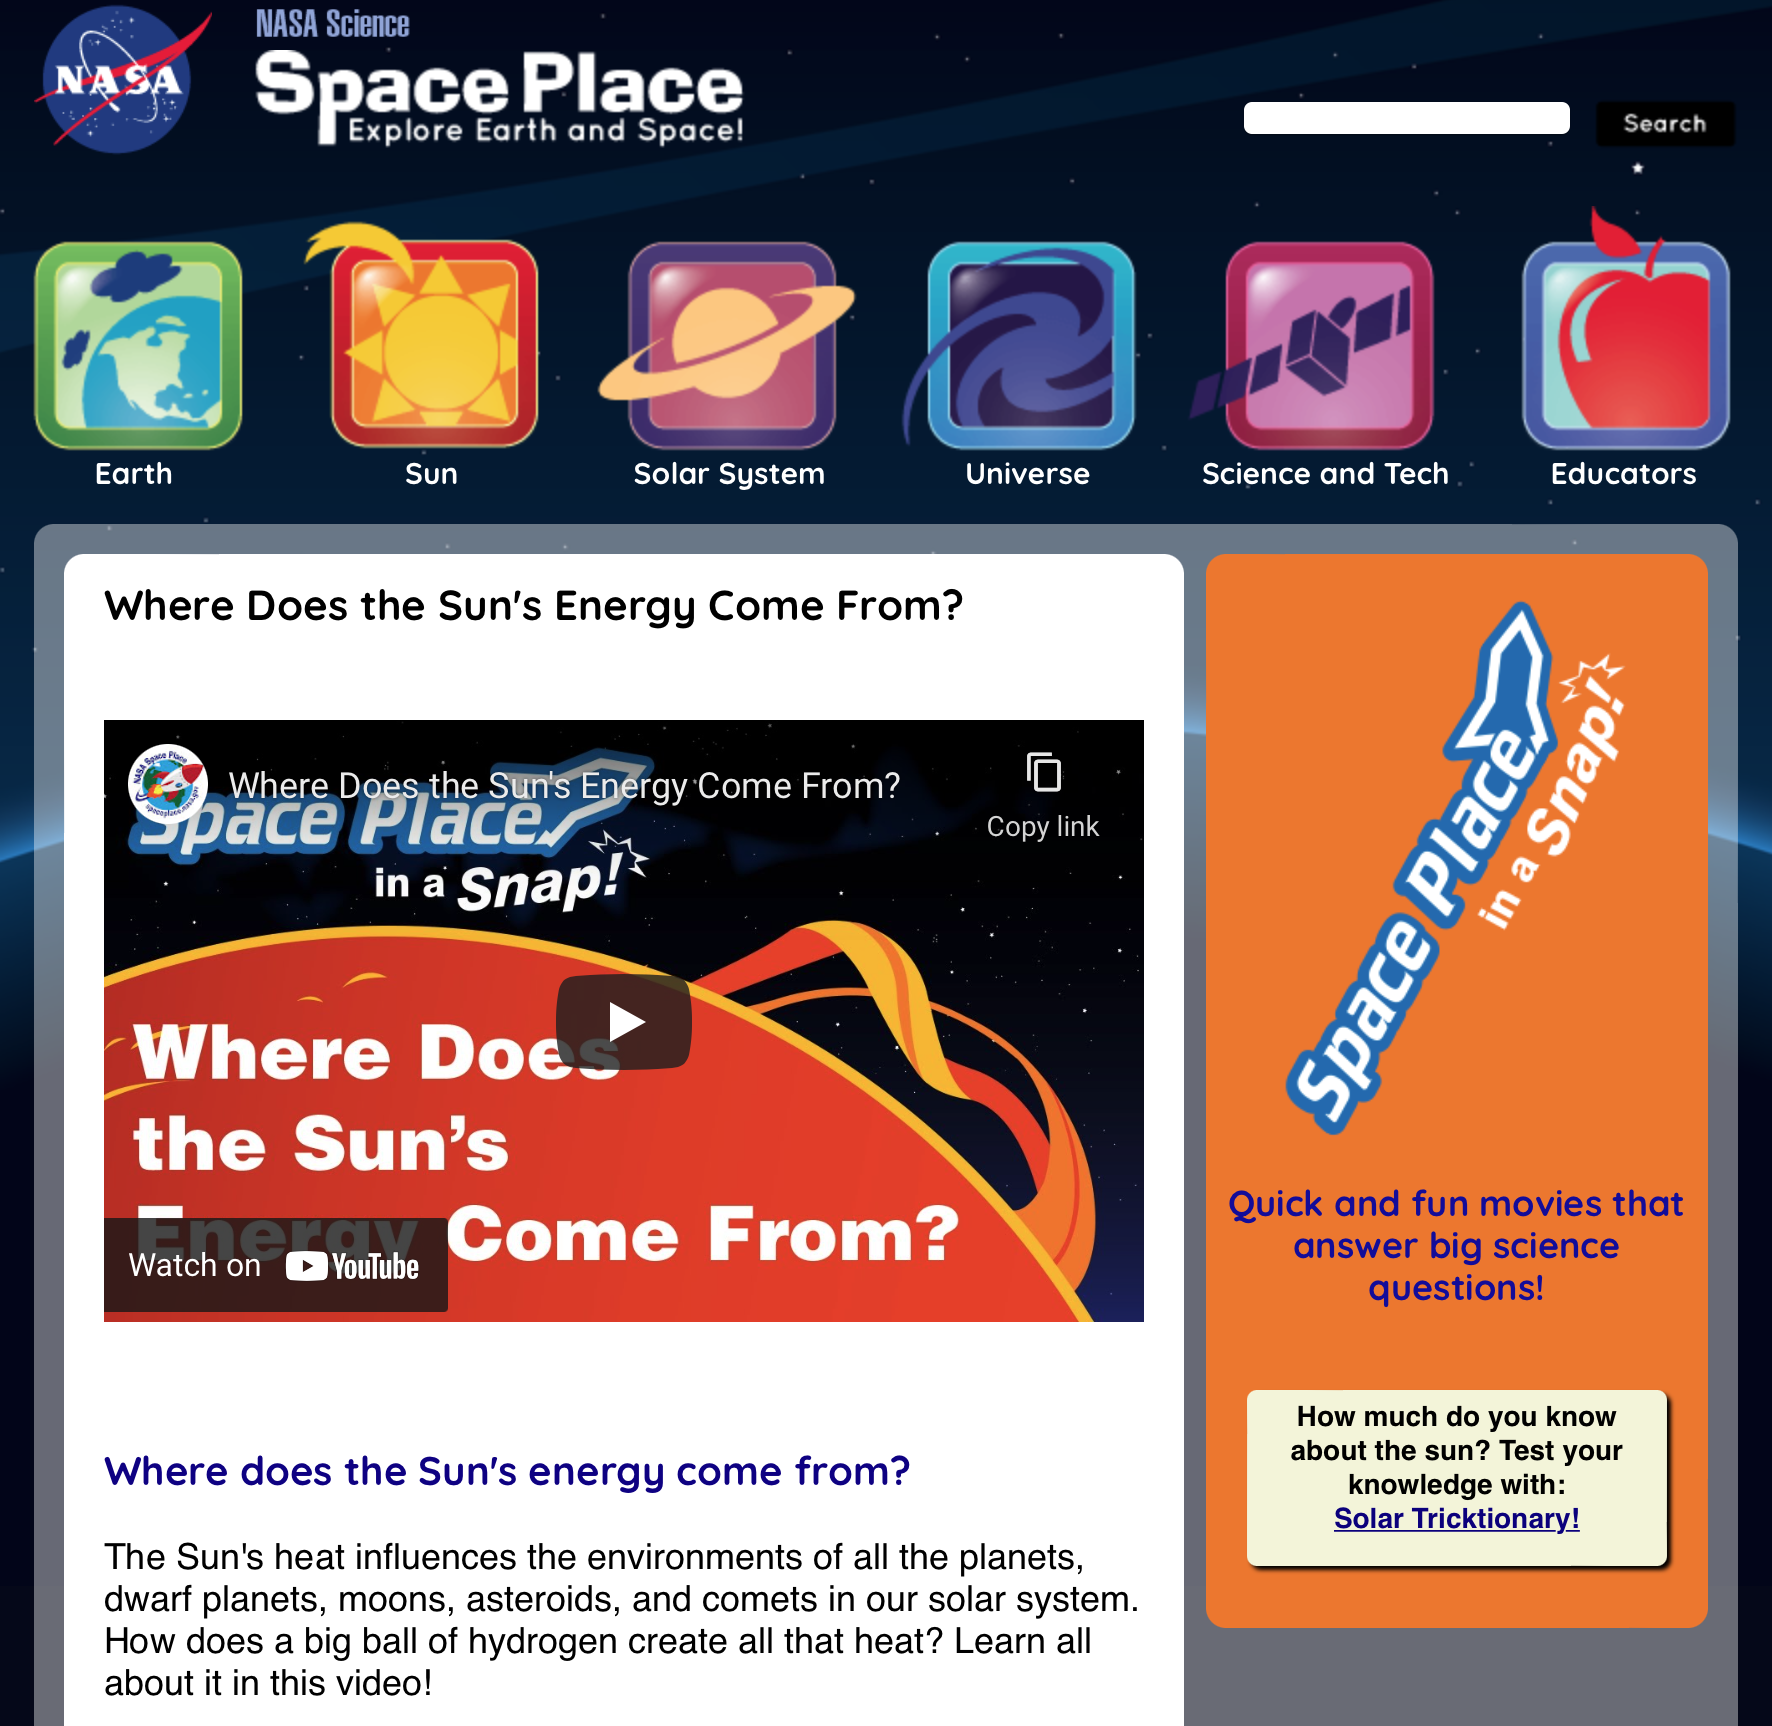 NASA
NASA Science
Space Place
Explore Earth and Space!
Search
Earth
Sun
Solar System
Universe
Science and Tech
Educators
Where Does the Sun's Energy Come From?
NASA Space Place
Where Does the Sun's Energy Come From?
Copy link
Space Place
in a Snap!
Where Does
the Sun's
Energy Come From?
Watch on YouTube
Where does the Sun's energy come from?
The Sun's heat influences the environments of all the planets,
dwarf planets, moons, asteroids, and comets in our solar system.
How does a big ball of hydrogen create all that heat? Learn all
about it in this video!
Space Place
in a Snap!
Quick and fun movies that
answer big science
questions!
How much do you know
about the sun? Test your
knowledge with:
Solar Tricktionary!